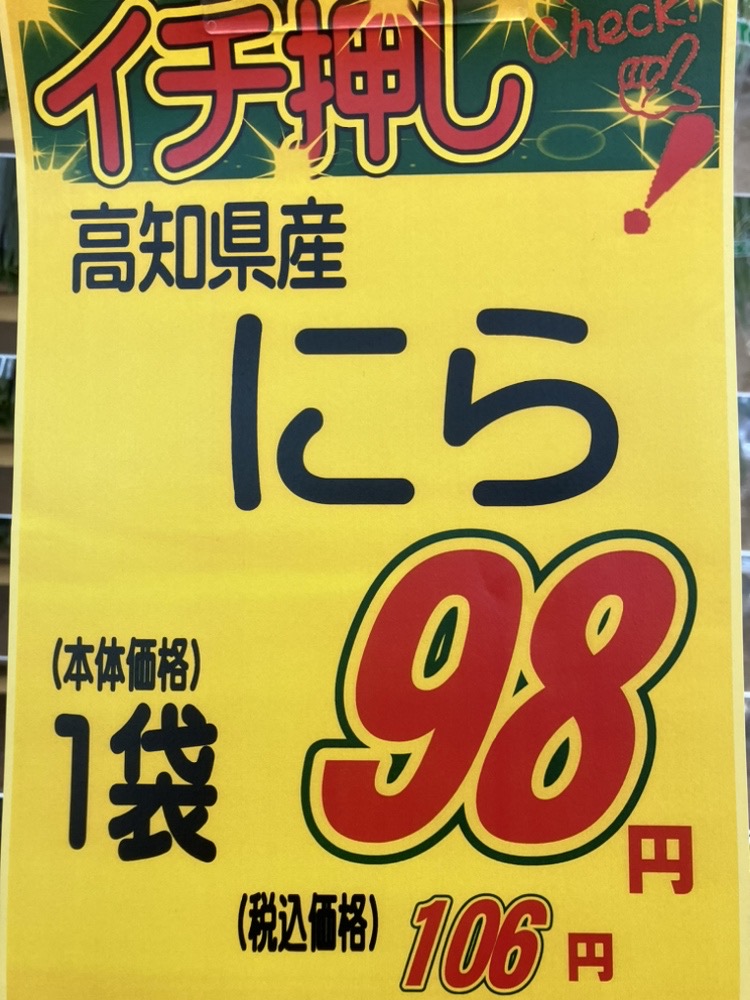 イチ押し
Check!
高知県産
にら
(本体価格)
1袋
98円
(税込価格) 106円